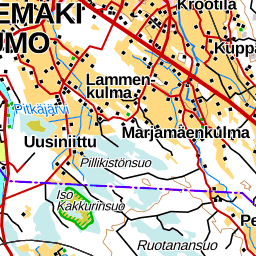 EMÄKI
UMO
Krootila
Kuppa
Lammen-
kulma
Pitkäjärvi
Marjamäenkulma
Uusiniittu
Pillikistönsuo
Iso
Kakkurinsuo
Pe
Ruotanansuo